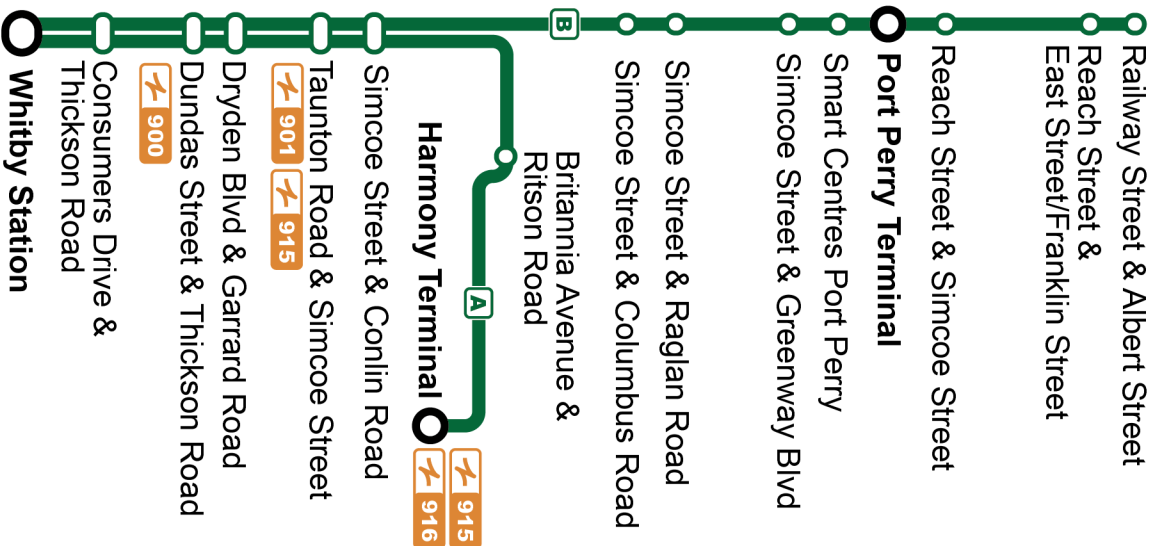 Railway Street & Albert Street
Reach Street &
East Street/Franklin Street
Reach Street & Simcoe Street
Port Perry Terminal
Smart Centres Port Perry
Simcoe Street & Greenway Blvd
Simcoe Street & Raglan Road
Simcoe Street & Columbus Road
B
Britannia Avenue &
Ritson Road
A
915
916
Harmony Terminal
Simcoe Street & Conlin Road
Taunton Road & Simcoe Street
901 915
Dryden Blvd & Garrard Road
Dundas Street & Thickson Road
900
Consumers Drive &
Thickson Road
Whitby Station